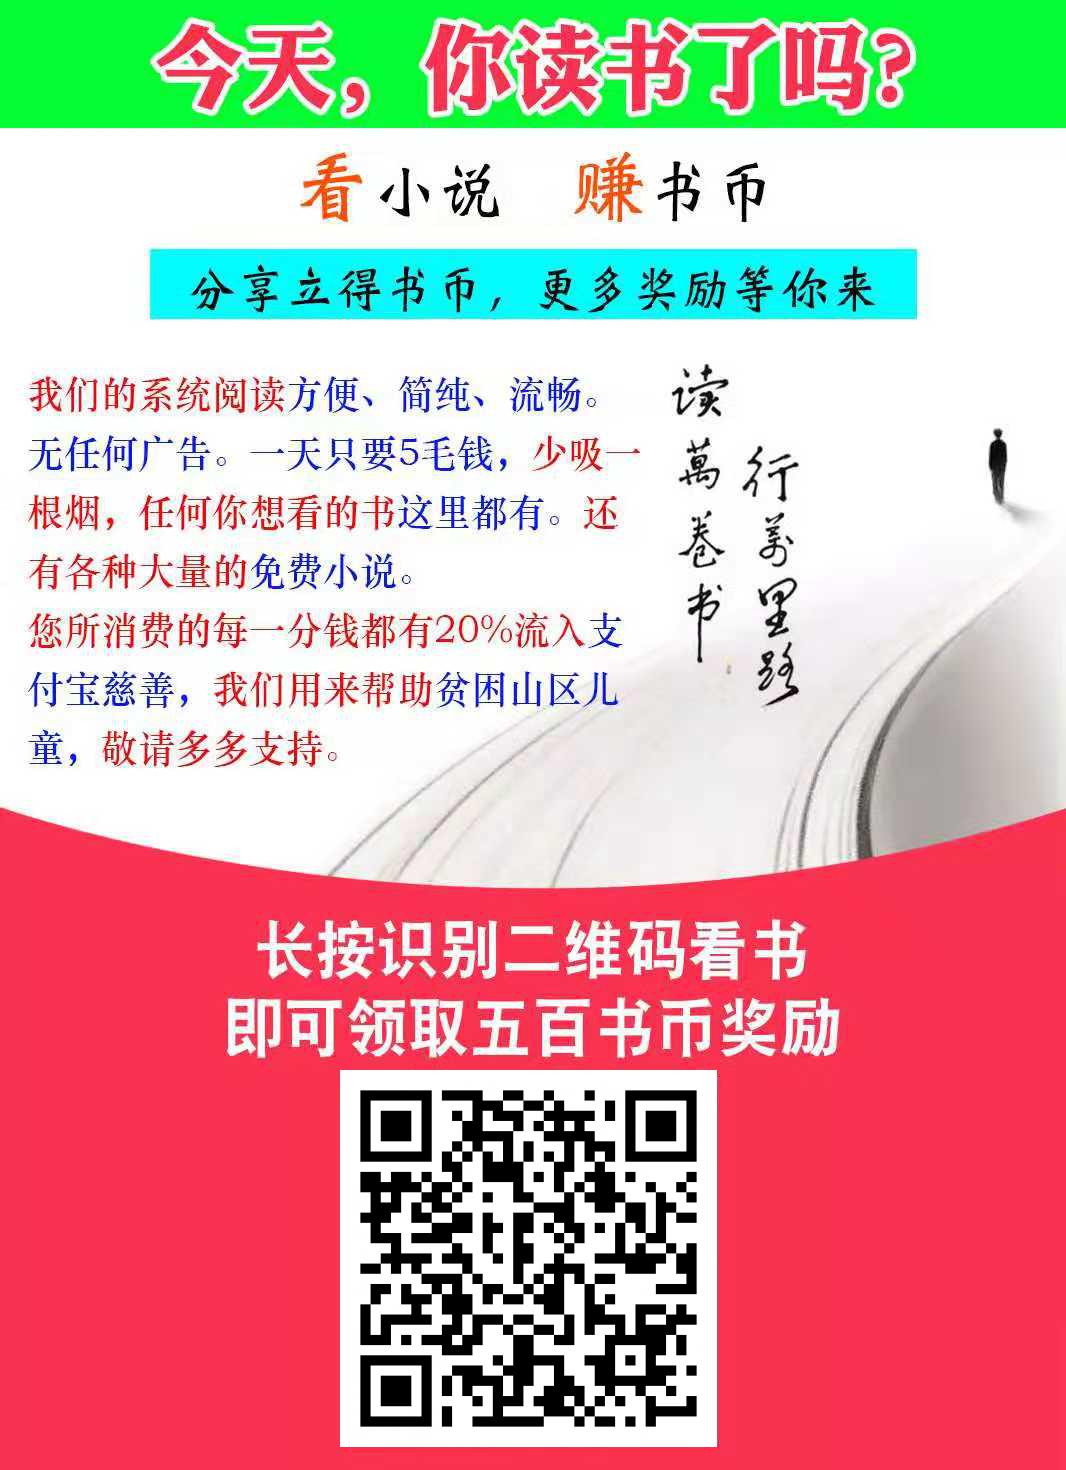 今天，你读书了吗？
看小说 赚书币
分享立得书币，更多奖励等你来
我们的系统阅读方便、简纯、流畅。
无任何广告。一天只要5毛钱，少吸一
根烟，任何你想看的书这里都有。还
有各种大量的免费小说。
您所消费的每一分钱都有20%流入支
付宝慈善，我们用来帮助贫困山区儿
童，敬请多多支持。
读萬卷书
行万里路
长按识别二维码看书
即可领取五百书币奖励